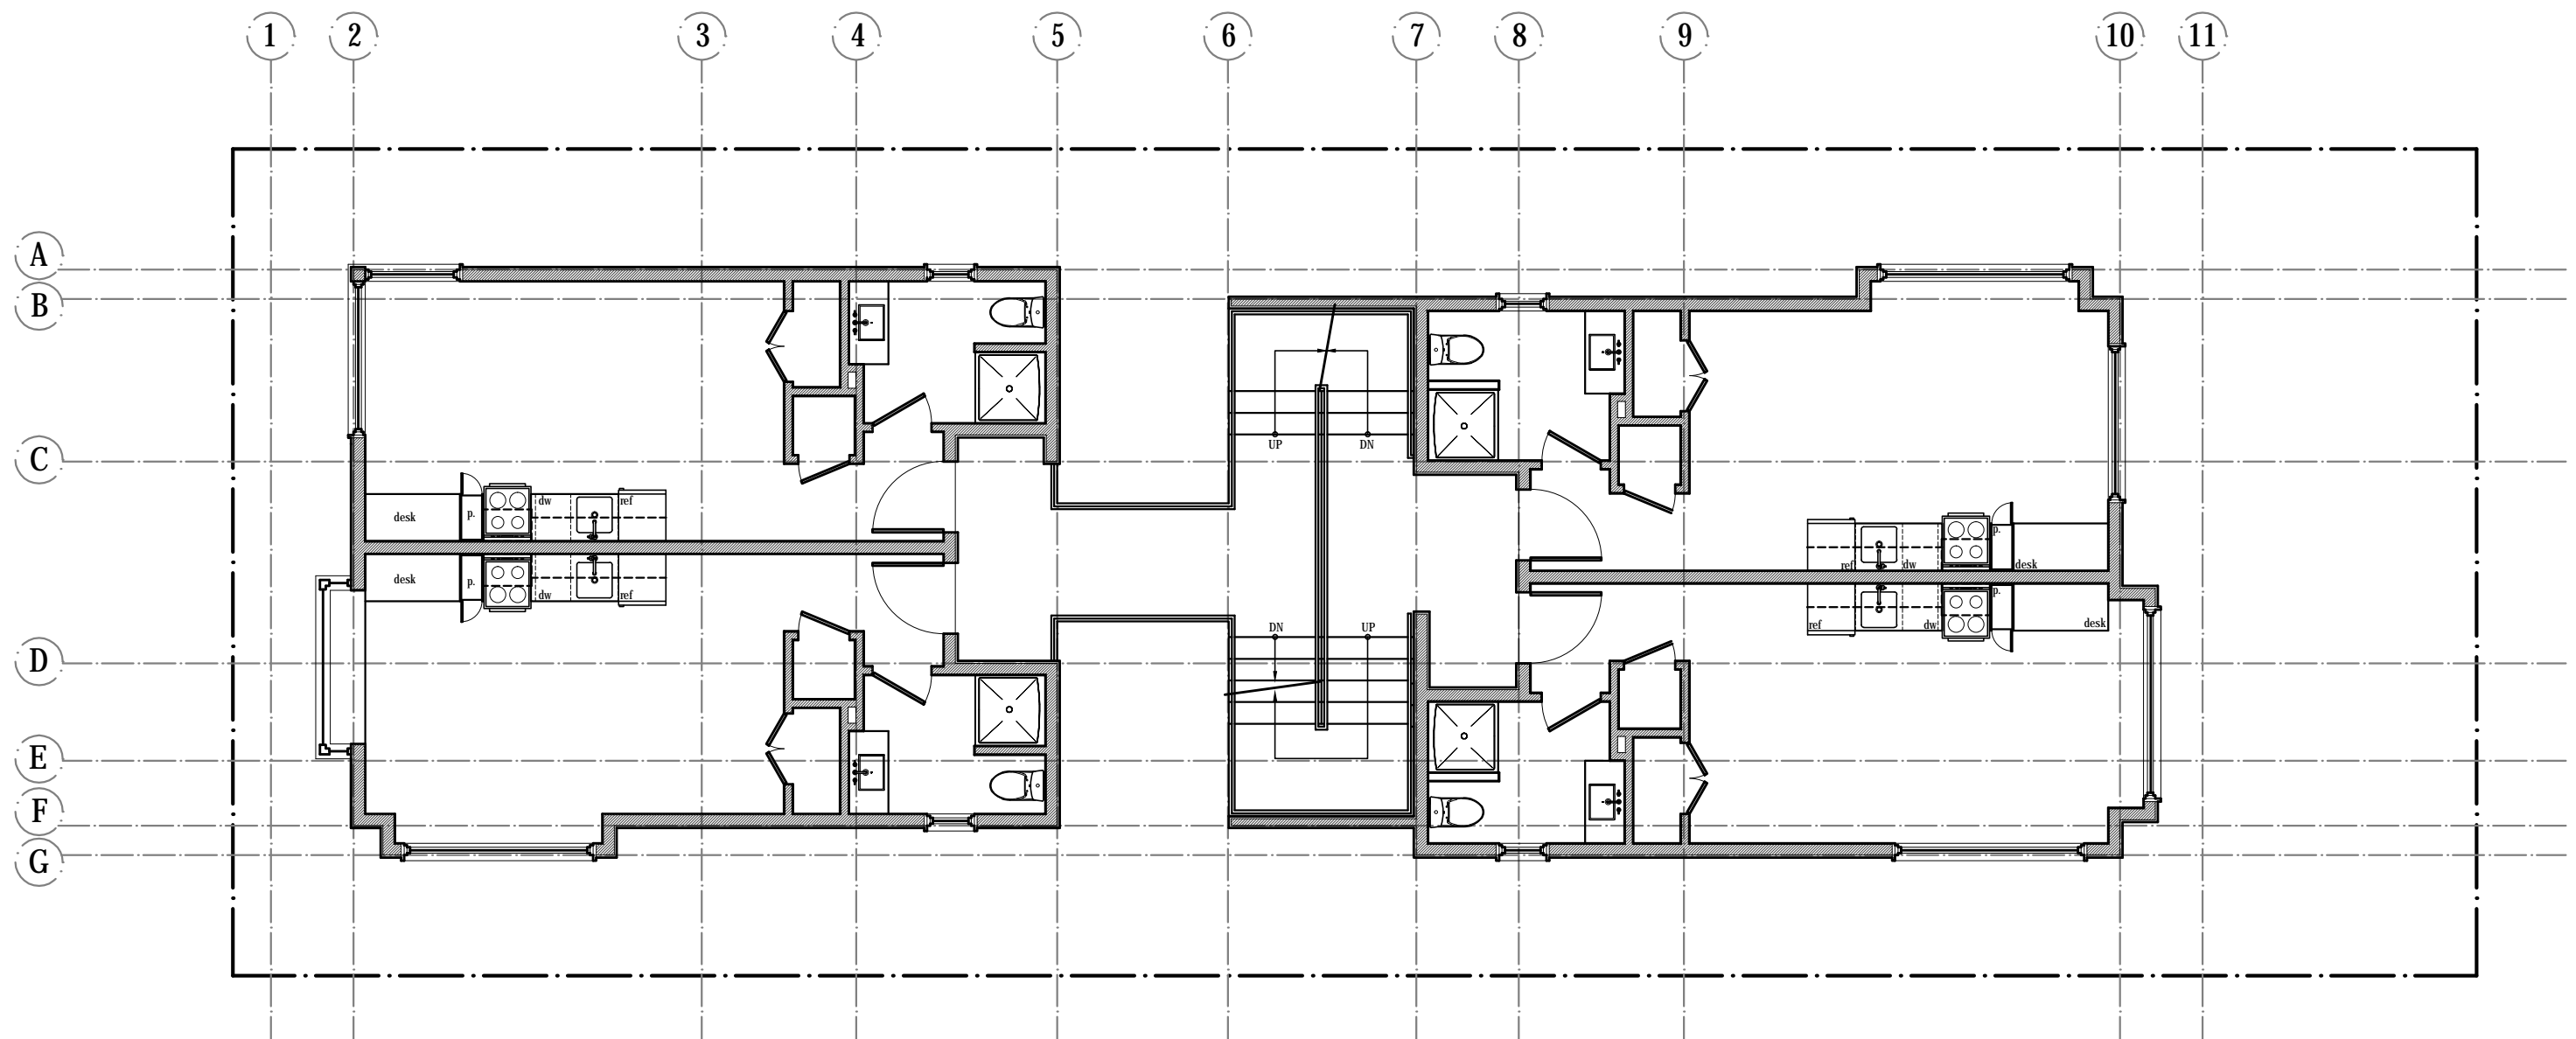 1 2 3 4 5 6 7 8 9 10 11
A
B
C
D
E
F
G
UP DN
desk p. dw ref
desk p. dw ref
ref dw p. desk
ref dw p. desk
DN UP